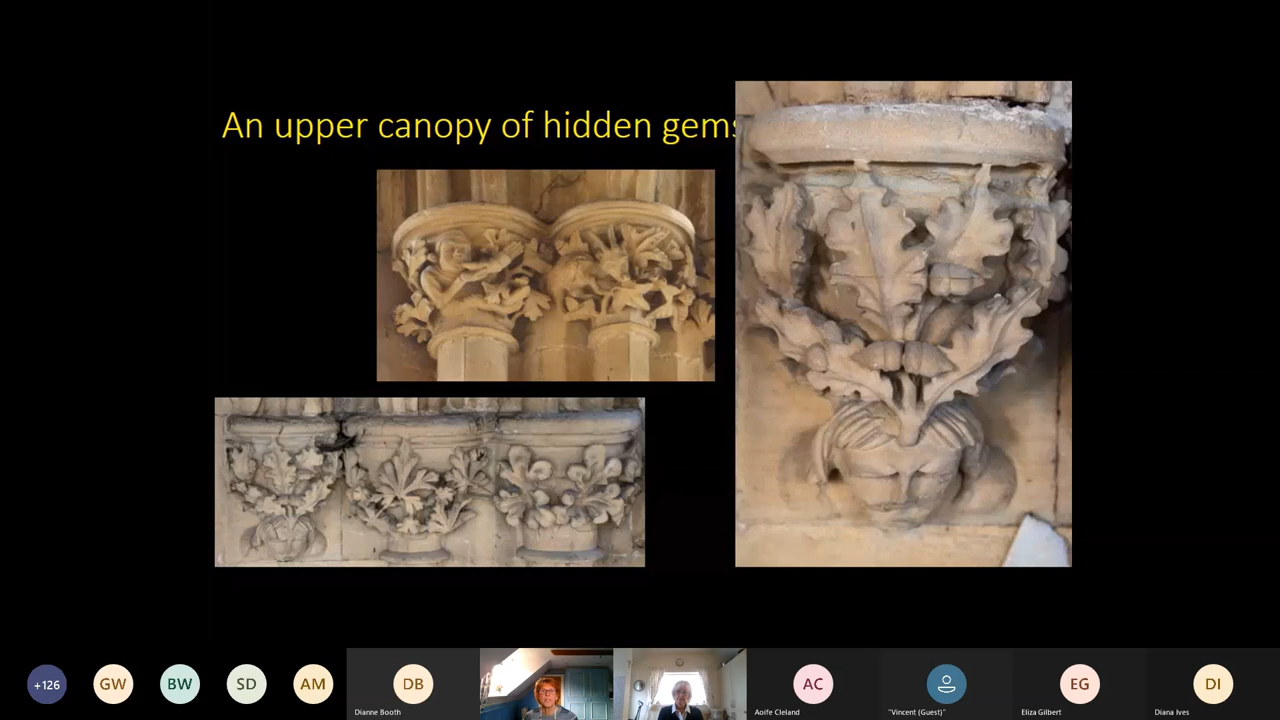 An upper canopy of hidden gems
+126
GW
BW
SD
AM
DB
Dianne Booth
AC
Aoife Cleland
"Vincent (Guest)"
EG
Eliza Gilbert
DI
Diana Ives